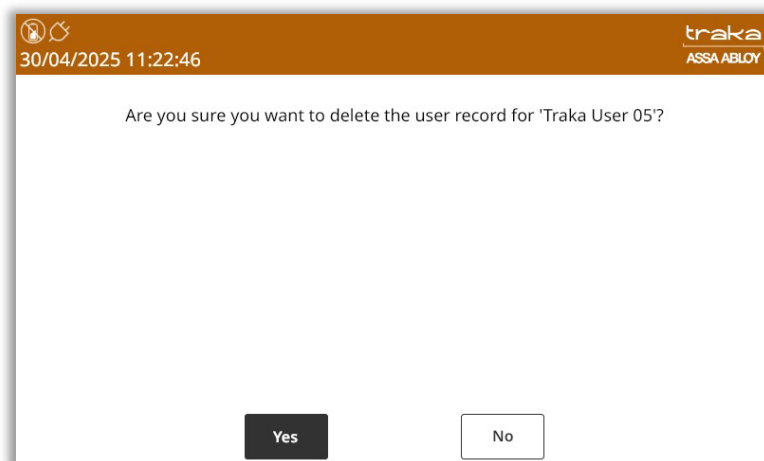 traka
30/04/2025 11:22:46
ASSA ABLOY
Are you sure you want to delete the user record for 'Traka User 05'?
Yes
No